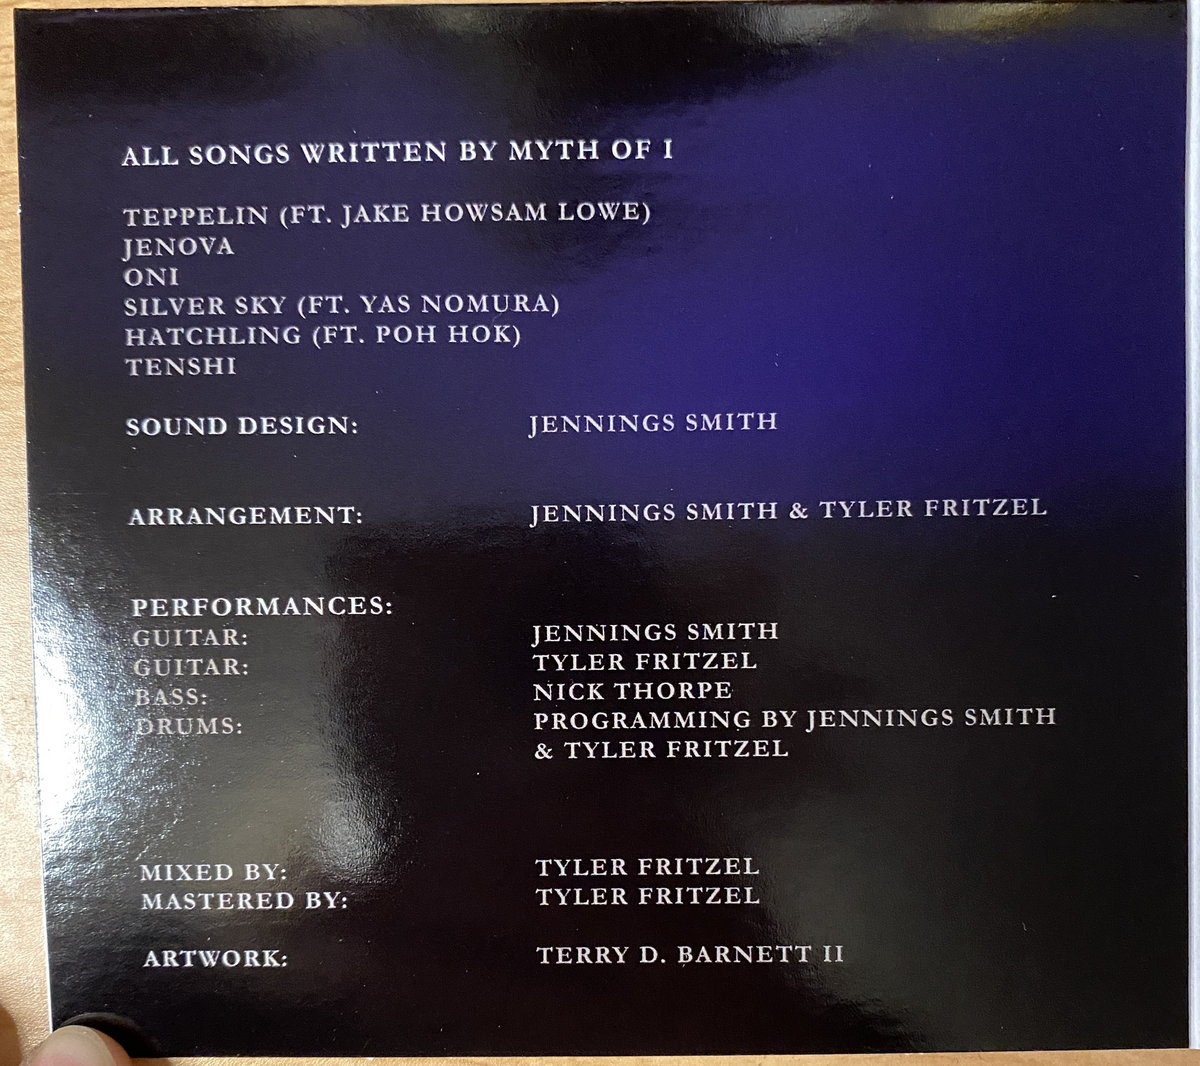 ALL SONGS WRITTEN BY MYTH OF I
TEPPELIN (FT. JAKE HOWSAM LOWE)
JENOVA
ONI
SILVER SKY (FT. YAS NOMURA)
HATCHLING (FT. POH HOK)
TENSHI
SOUND DESIGN: JENNINGS SMITH
ARRANGEMENT: JENNINGS SMITH & TYLER FRITZEL
PERFORMANCES:
GUITAR: JENNINGS SMITH
GUITAR: TYLER FRITZEL
BASS: NICK THORPE
DRUMS: PROGRAMMING BY JENNINGS SMITH
& TYLER FRITZEL
MIXED BY: TYLER FRITZEL
MASTERED BY: TYLER FRITZEL
ARTWORK: TERRY D. BARNETT II